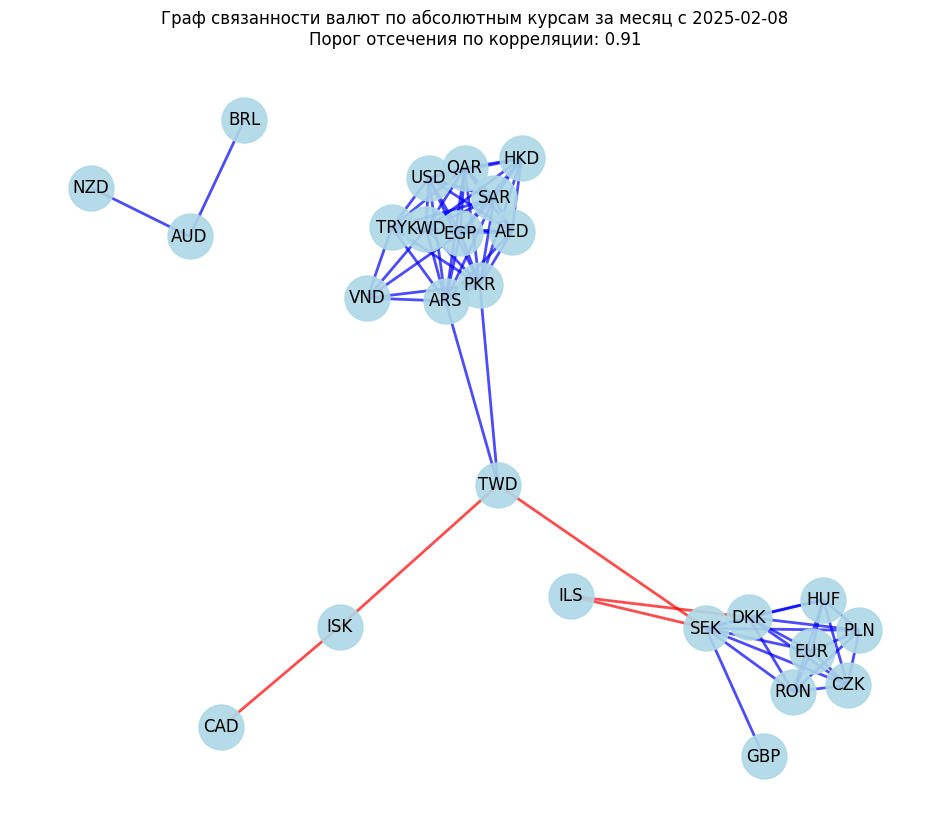 Граф связанности валют по абсолютным курсам за месяц с 2025-02-08
Порог отсечения по корреляции: 0.91
BRL
NZD
AUD
HKD
QAR
USD
SAR
TRY
KWD
EGP
AED
PKR
VND
ARS
TWD
ILS
HUF
DKK
SEK
PLN
ISK
EUR
CZK
RON
CAD
GBP